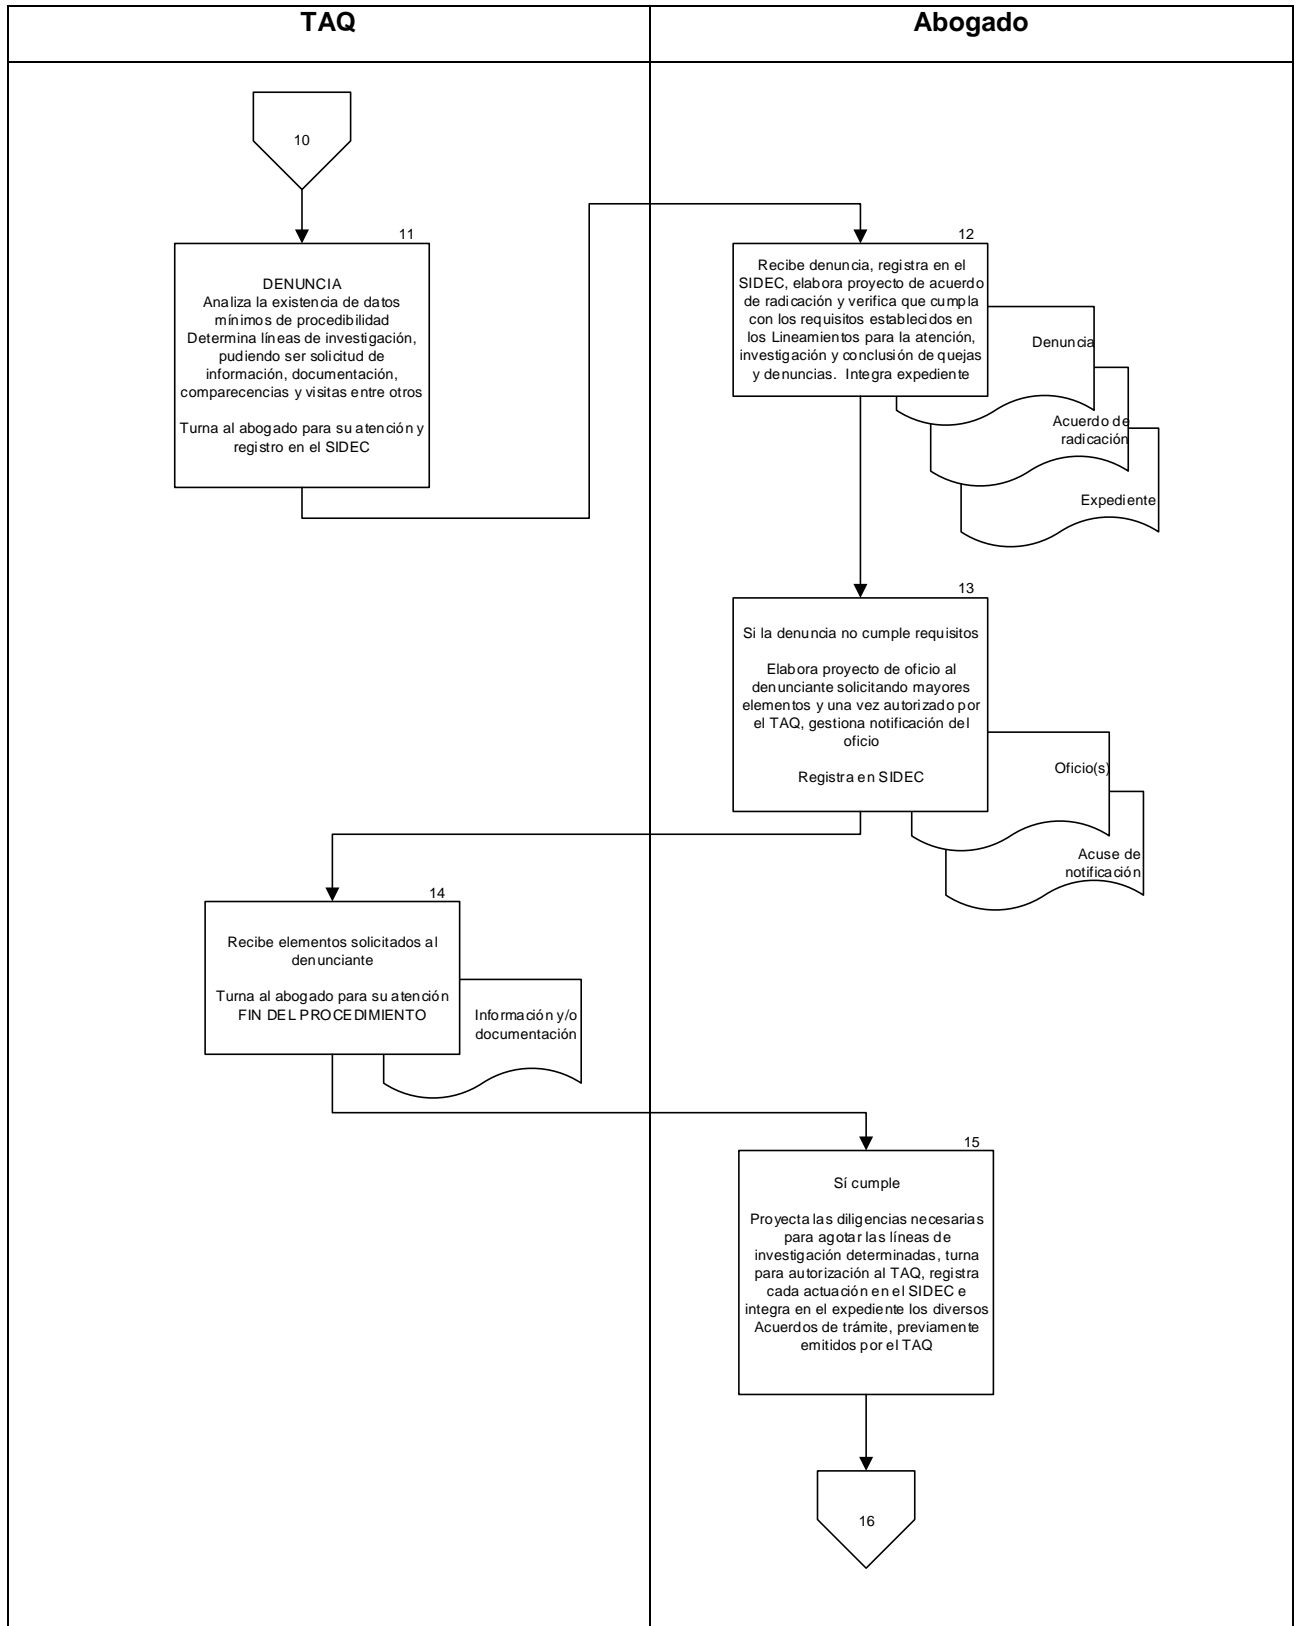 TAQ
Abogado
10
11
DENUNCIA
Analiza la existencia de datos
mínimos de procedibilidad
Determina líneas de investigación,
pudiendo ser solicitud de
información, documentación,
comparecencias y visitas entre otros
Turna al abogado para su atención y
registro en el SIDEC
12
Recibe denuncia, registra en el
SIDEC, elabora proyecto de acuerdo
de radicación y verifica que cumpla
con los requisitos establecidos en
los Lineamientos para la atención,
investigación y conclusión de quejas
y denuncias. Integra expediente
Denuncia
Acuerdo de
radicación
Expediente
13
Si la denuncia no cumple requisitos
Elabora proyecto de oficio al
denunciante solicitando mayores
elementos y una vez autorizado por
el TAQ, gestiona notificación del
oficio
Registra en SIDEC
Oficio(s)
Acuse de
notificación
14
Recibe elementos solicitados al
denunciante
Turna al abogado para su atención
FIN DEL PROCEDIMIENTO
Información y/o
documentación
15
Sí cumple
Proyecta las diligencias necesarias
para agotar las líneas de
investigación determinadas, turna
para autorización al TAQ, registra
cada actuación en el SIDEC e
integra en el expediente los diversos
Acuerdos de trámite, previamente
emitidos por el TAQ
16